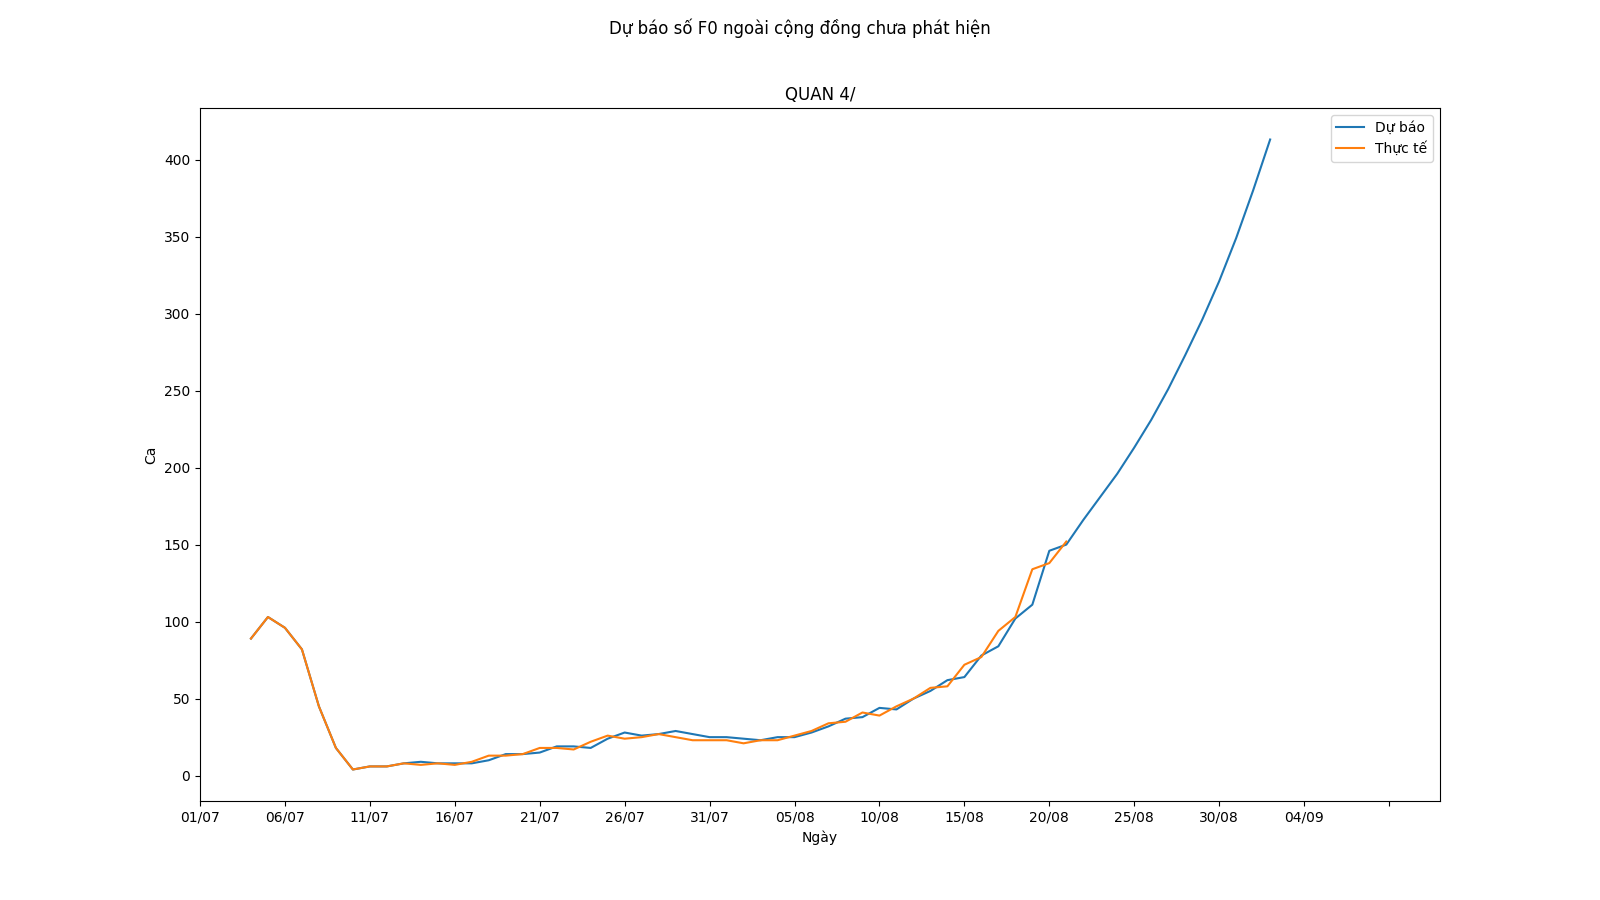 Dự báo số F0 ngoài cộng đồng chưa phát hiện
QUAN 4/
Dự báo
Thực tế
400
350
300
250
200
150
100
50
0
Ca
01/07 06/07 11/07 16/07 21/07 26/07 31/07 05/08 10/08 15/08 20/08 25/08 30/08 04/09
Ngày